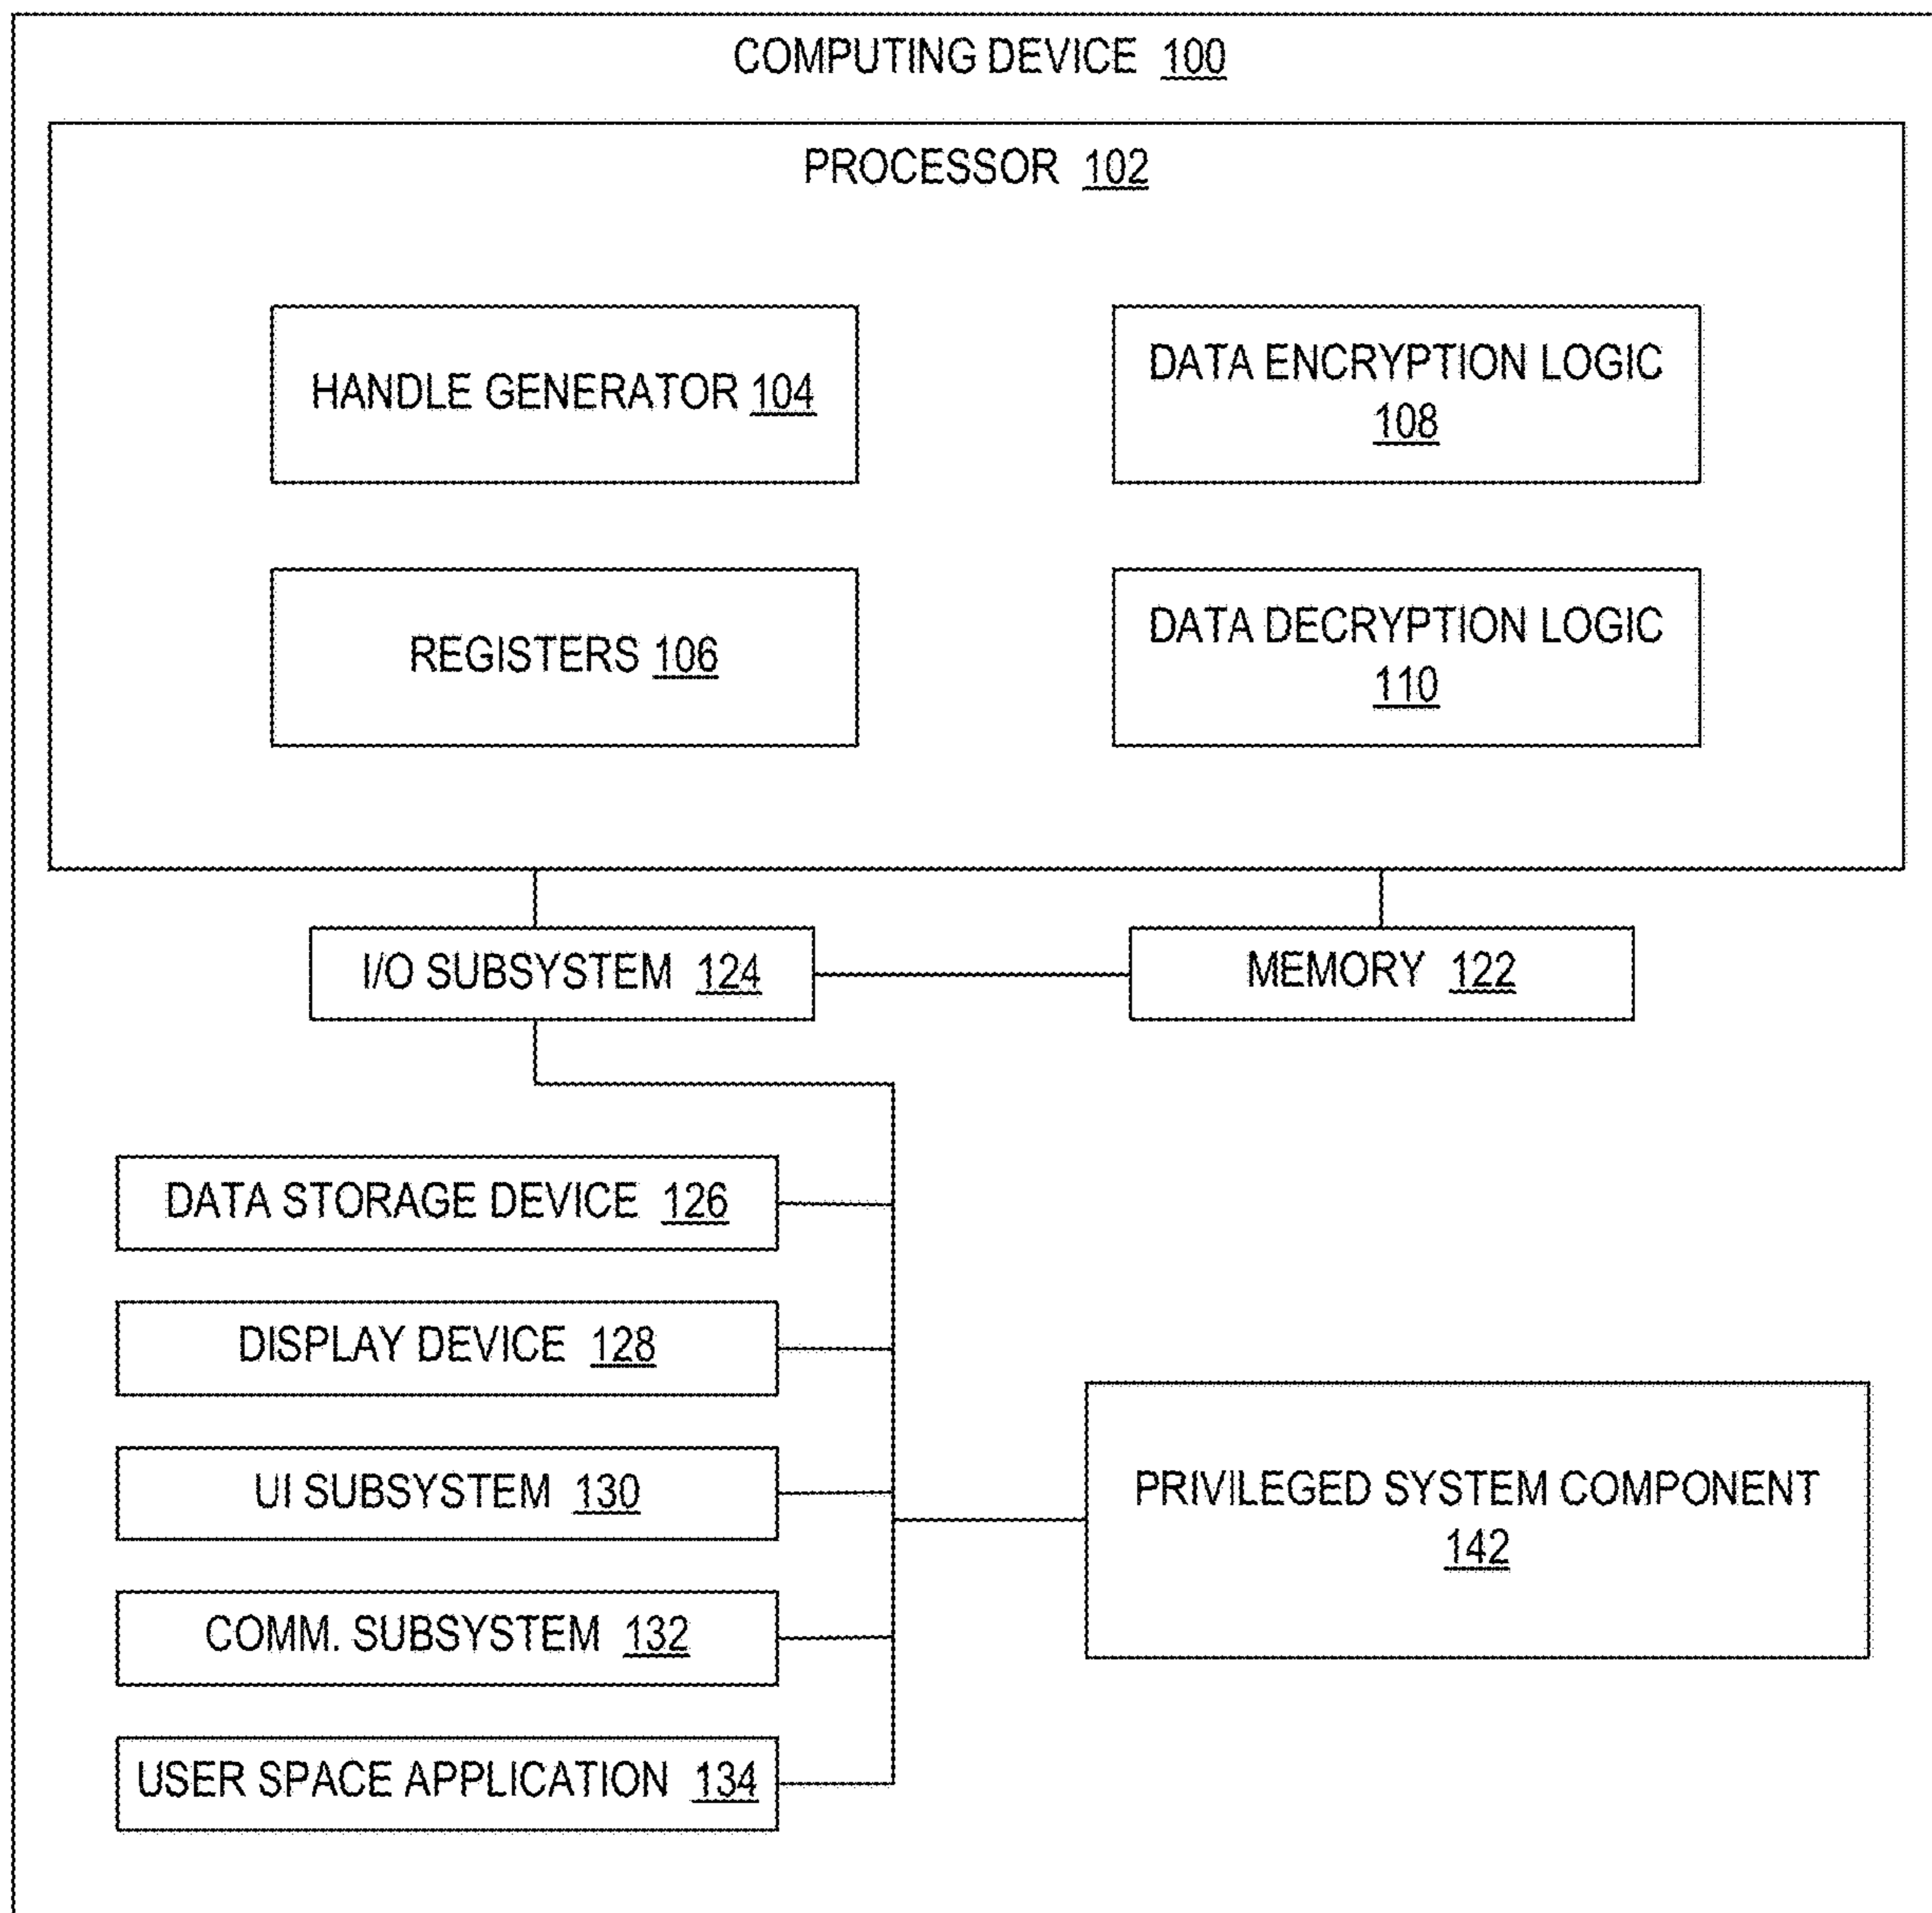 COMPUTING DEVICE 100
PROCESSOR 102
HANDLE GENERATOR 104
DATA ENCRYPTION LOGIC
108
REGISTERS 106
DATA DECRYPTION LOGIC
110
I/O SUBSYSTEM 124
MEMORY 122
DATA STORAGE DEVICE 126
DISPLAY DEVICE 128
UI SUBSYSTEM 130
COMM. SUBSYSTEM 132
USER SPACE APPLICATION 134
PRIVILEGED SYSTEM COMPONENT
142